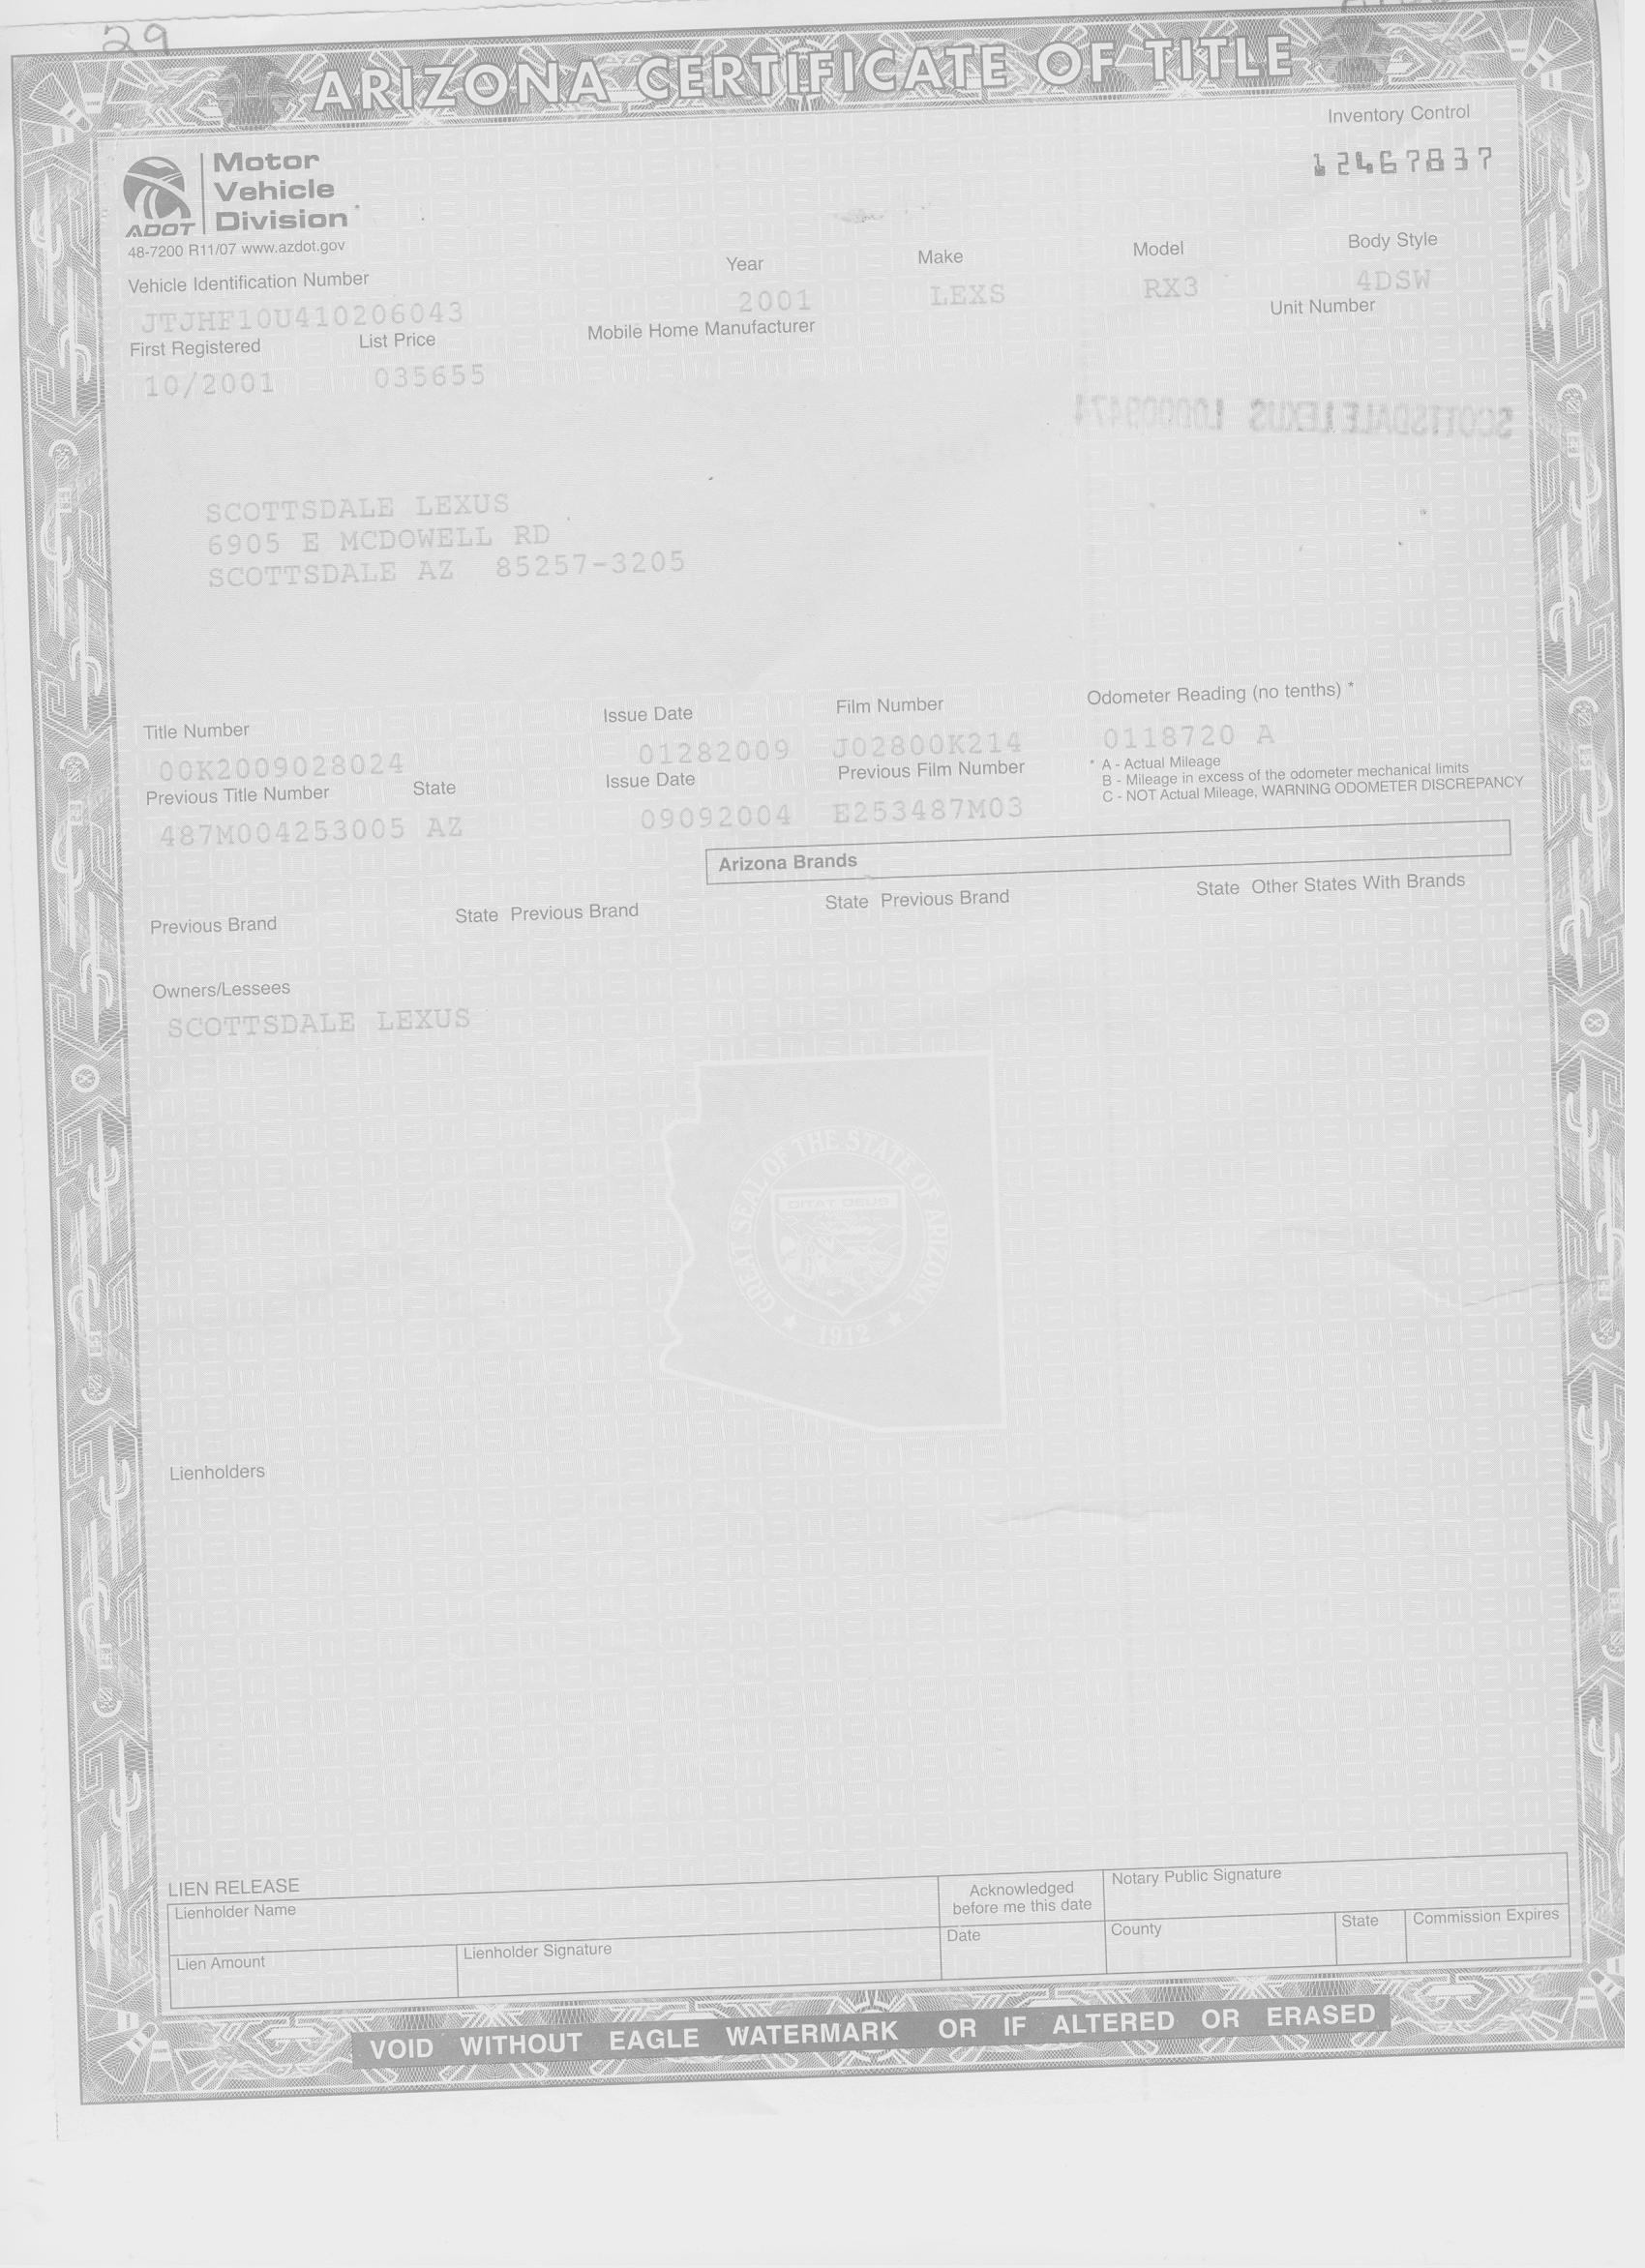 29
ARIZONA CERTIFICATE OF TITLE
Inventory Control
12467837
ADOT
Motor
Vehicle
Division
48-7200 R11/07 www.azdot.gov
Vehicle Identification Number Year Make Model Body Style
JTJHF10U410206043 2001 LEXS RX3 4DSW
First Registered List Price Mobile Home Manufacturer Unit Number
10/2001 035655
SCOTTSDALE LEXUS L00009474
SCOTTSDALE LEXUS
6905 E MCDOWELL RD
SCOTTSDALE AZ 85257-3205
Title Number Issue Date Film Number Odometer Reading (no tenths) *
00K2009028024 01282009 J02800K214 0118720 A
Previous Title Number State Issue Date Previous Film Number
* A - Actual Mileage
B - Mileage in excess of the odometer mechanical limits
C - NOT Actual Mileage, WARNING ODOMETER DISCREPANCY
487M004253005 AZ 09092004 E253487M03
Arizona Brands
Previous Brand State Previous Brand State Previous Brand State Other States With Brands
Owners/Lessees
SCOTTSDALE LEXUS
GREAT SEAL OF THE STATE OF ARIZONA
DITAT DEUS
1912
Lienholders
LIEN RELEASE
Lienholder Name
Acknowledged
before me this date
Notary Public Signature
Lien Amount Lienholder Signature Date County State Commission Expires
VOID WITHOUT EAGLE WATERMARK OR IF ALTERED OR ERASED